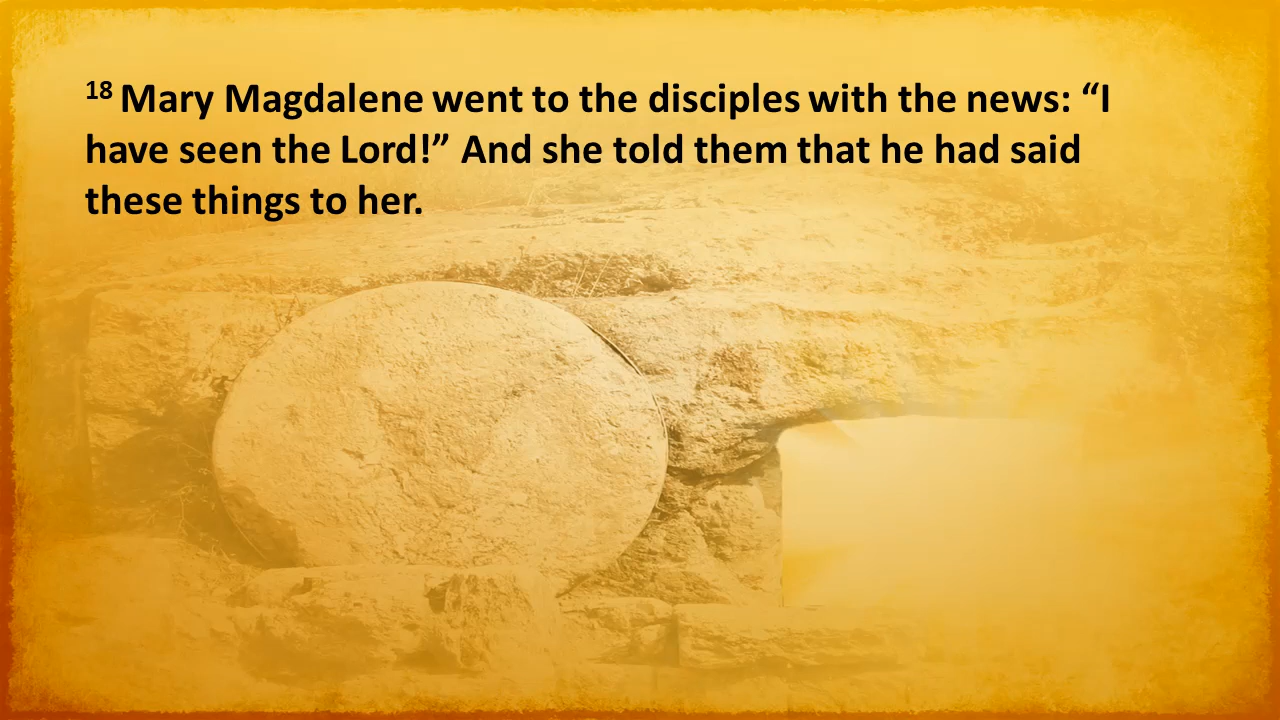 18 Mary Magdalene went to the disciples with the news: “I
have seen the Lord!” And she told them that he had said
these things to her.